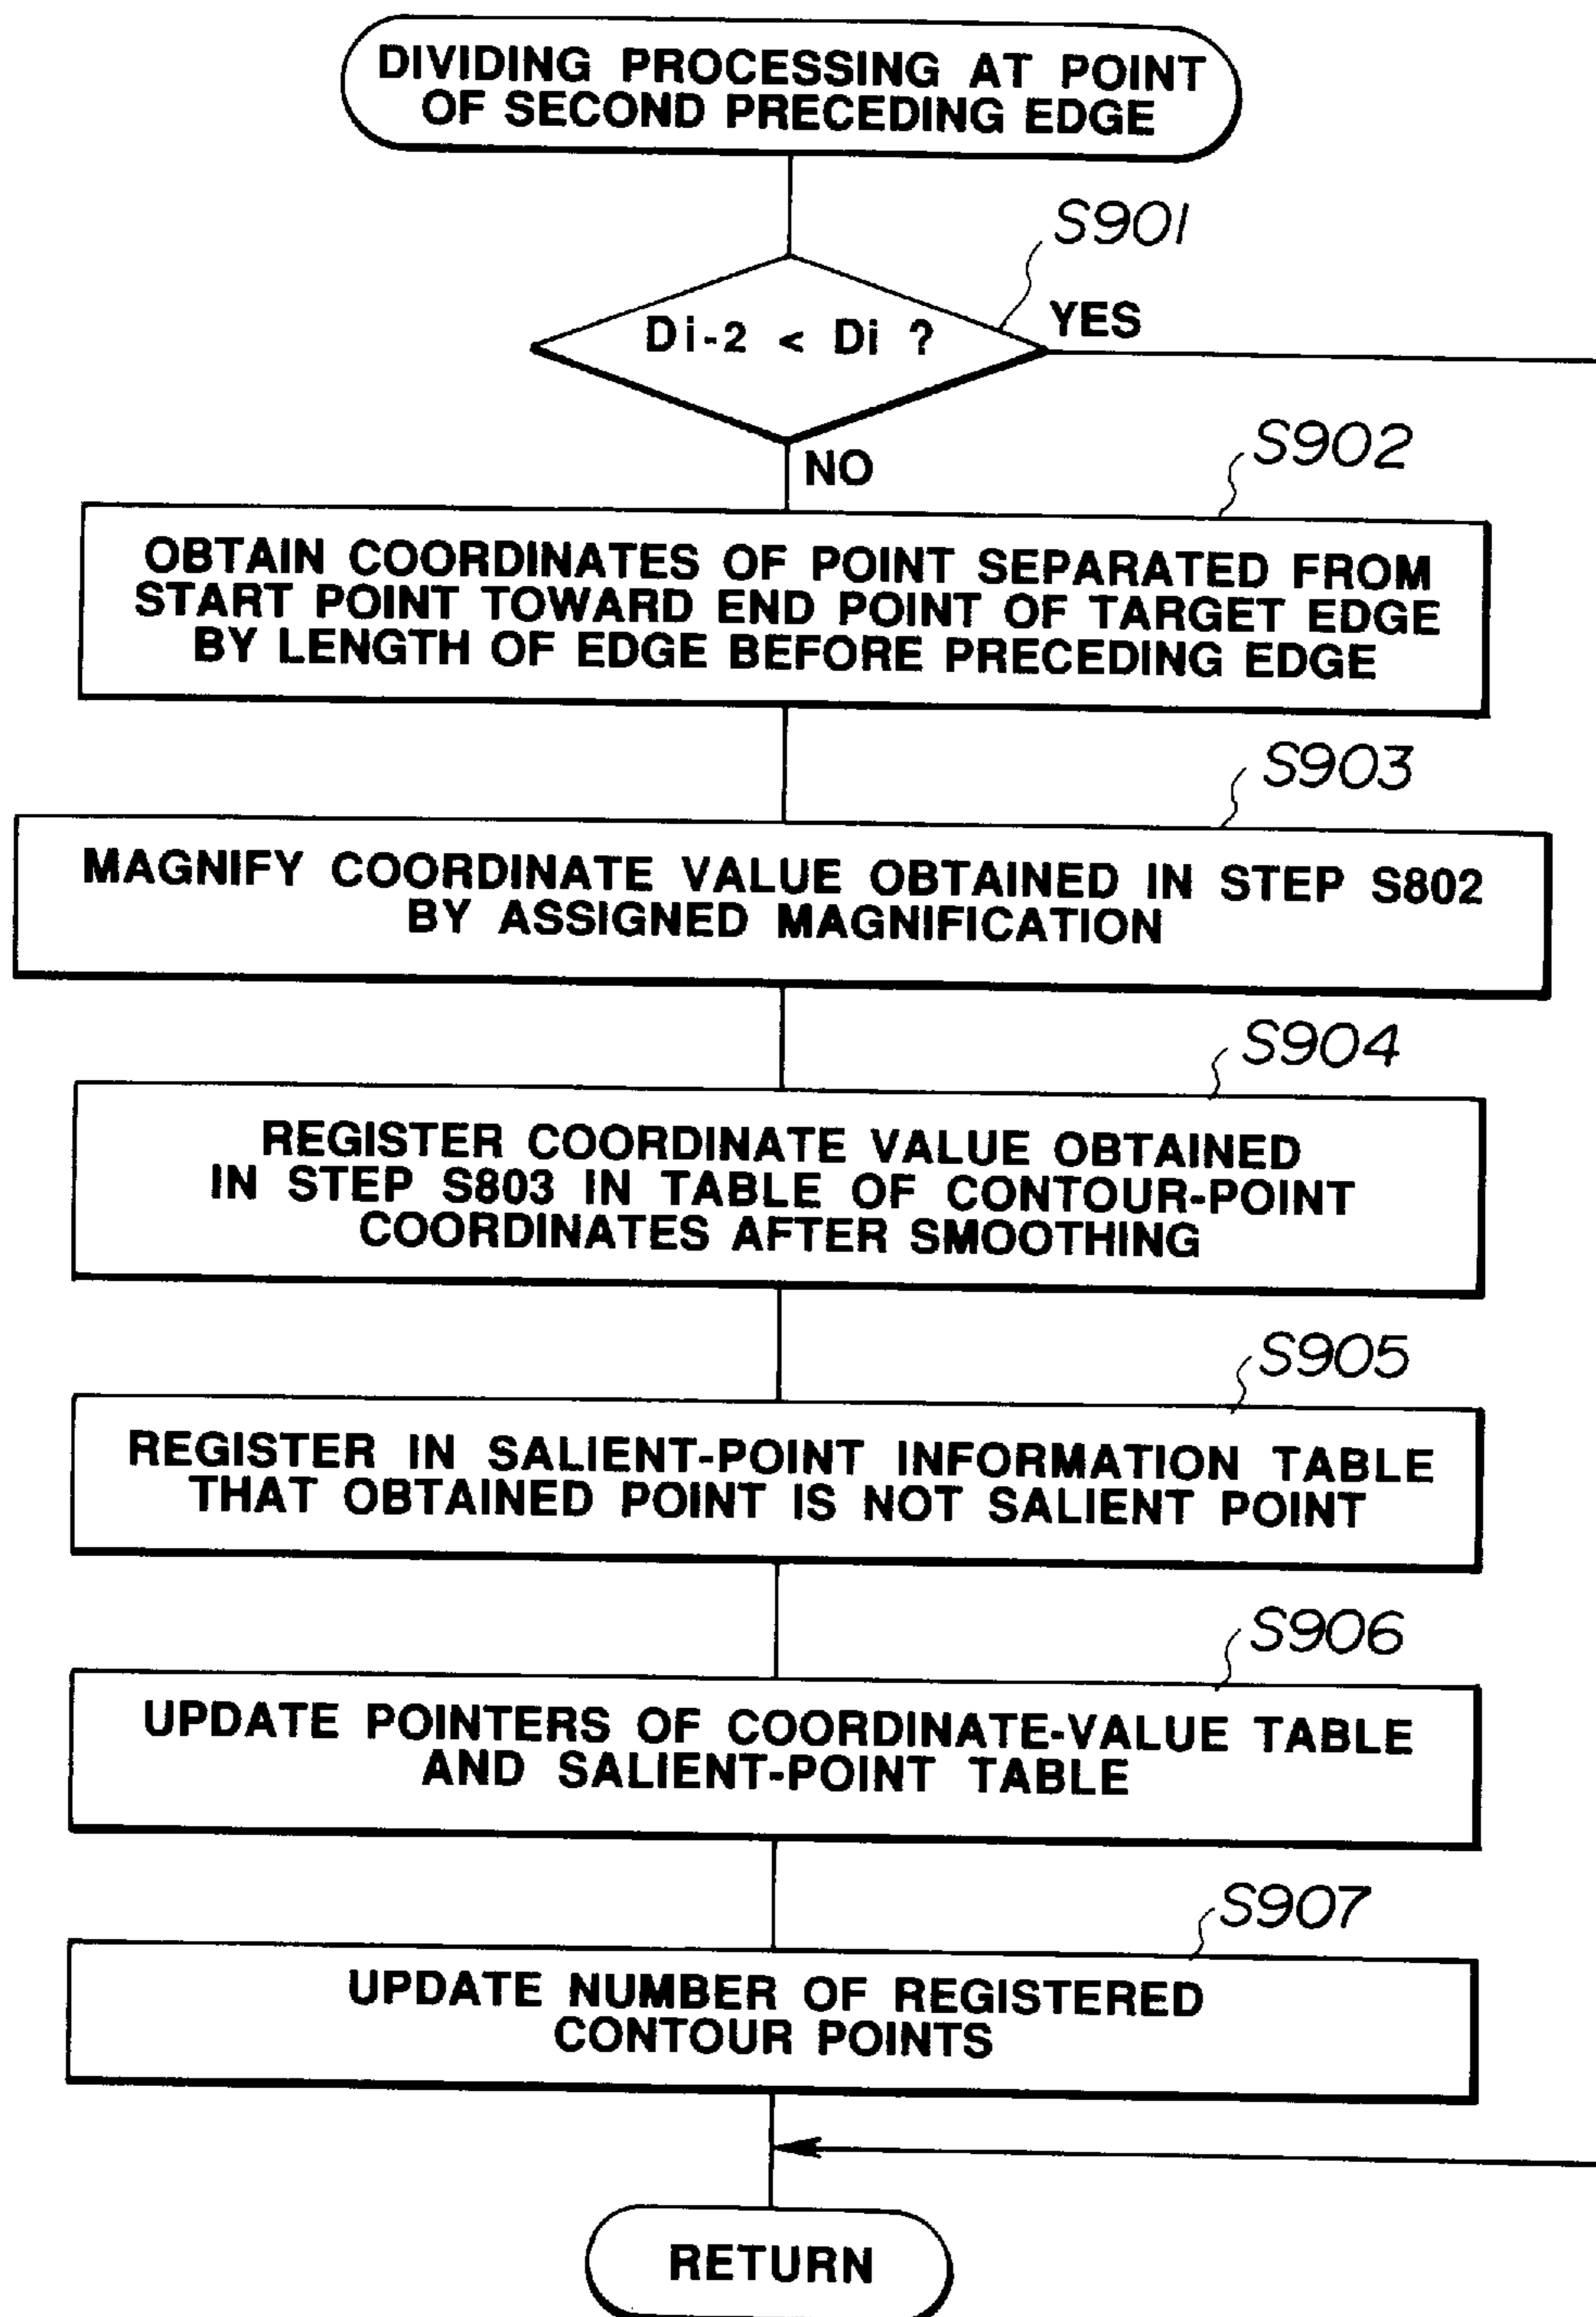 DIVIDING PROCESSING AT POINT
OF SECOND PRECEDING EDGE
S901
Di-2 < Di ?
YES
NO
S902
OBTAIN COORDINATES OF POINT SEPARATED FROM
START POINT TOWARD END POINT OF TARGET EDGE
BY LENGTH OF EDGE BEFORE PRECEDING EDGE
S903
MAGNIFY COORDINATE VALUE OBTAINED IN STEP S802
BY ASSIGNED MAGNIFICATION
S904
REGISTER COORDINATE VALUE OBTAINED
IN STEP S803 IN TABLE OF CONTOUR-POINT
COORDINATES AFTER SMOOTHING
S905
REGISTER IN SALIENT-POINT INFORMATION TABLE
THAT OBTAINED POINT IS NOT SALIENT POINT
S906
UPDATE POINTERS OF COORDINATE-VALUE TABLE
AND SALIENT-POINT TABLE
S907
UPDATE NUMBER OF REGISTERED
CONTOUR POINTS
RETURN